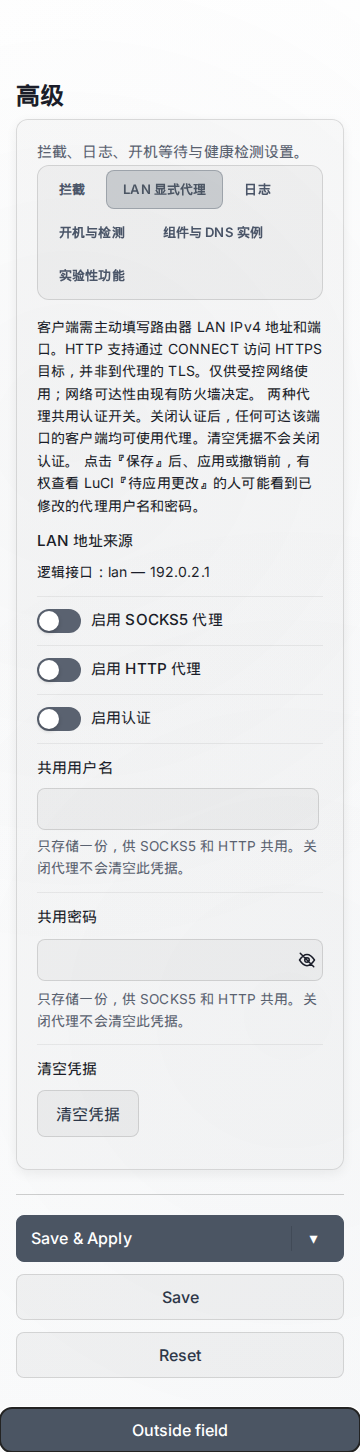 高级
拦截、日志、开机等待与健康检测设置。
拦截
LAN 显式代理
日志
开机与检测
组件与 DNS 实例
实验性功能
客户端需主动填写路由器 LAN IPv4 地址和端
口。HTTP 支持通过 CONNECT 访问 HTTPS
目标，并非到代理的 TLS。仅供受控网络使
用；网络可达性由现有防火墙决定。 两种代
理共用认证开关。关闭认证后，任何可达该端
口的客户端均可使用代理。清空凭据不会关闭
认证。 点击『保存』后、应用或撤销前，有
权查看 LuCI『待应用更改』的人可能看到已
修改的代理用户名和密码。
LAN 地址来源
逻辑接口：lan — 192.0.2.1
启用 SOCKS5 代理
启用 HTTP 代理
启用认证
共用用户名
只存储一份，供 SOCKS5 和 HTTP 共用。关
闭代理不会清空此凭据。
共用密码
只存储一份，供 SOCKS5 和 HTTP 共用。关
闭代理不会清空此凭据。
清空凭据
清空凭据
Save & Apply ▼
Save
Reset
Outside field